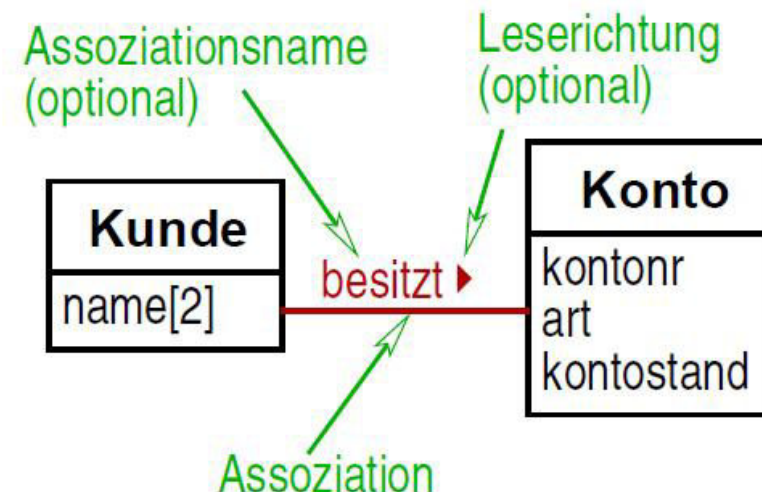 Assoziationsname
(optional)
Leserichtung
(optional)
Kunde
name[2]
besitzt ▶
Konto
kontonr
art
kontostand
Assoziation